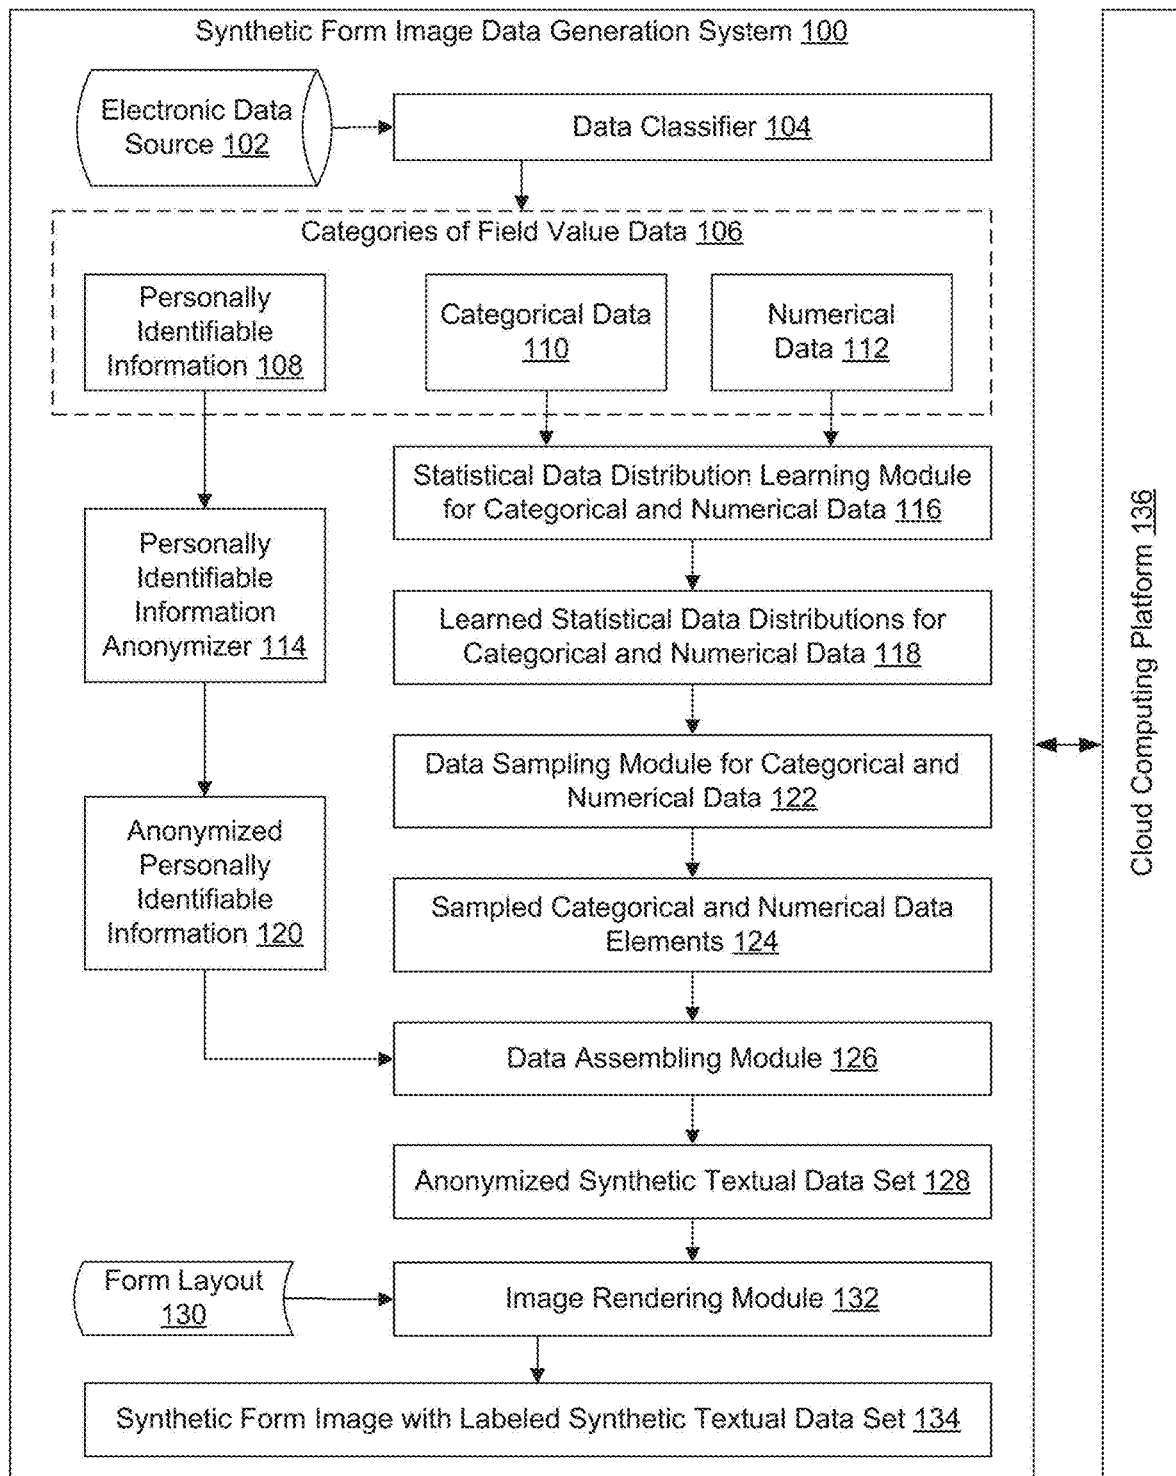 Synthetic Form Image Data Generation System 100
Electronic Data
Source 102
Data Classifier 104
Categories of Field Value Data 106
Personally
Identifiable
Information 108
Categorical Data
110
Numerical
Data 112
Statistical Data Distribution Learning Module
for Categorical and Numerical Data 116
Personally
Identifiable
Information
Anonymizer 114
Learned Statistical Data Distributions for
Categorical and Numerical Data 118
Data Sampling Module for Categorical and
Numerical Data 122
Anonymized
Personally
Identifiable
Information 120
Sampled Categorical and Numerical Data
Elements 124
Data Assembling Module 126
Anonymized Synthetic Textual Data Set 128
Form Layout
130
Image Rendering Module 132
Synthetic Form Image with Labeled Synthetic Textual Data Set 134
Cloud Computing Platform 136